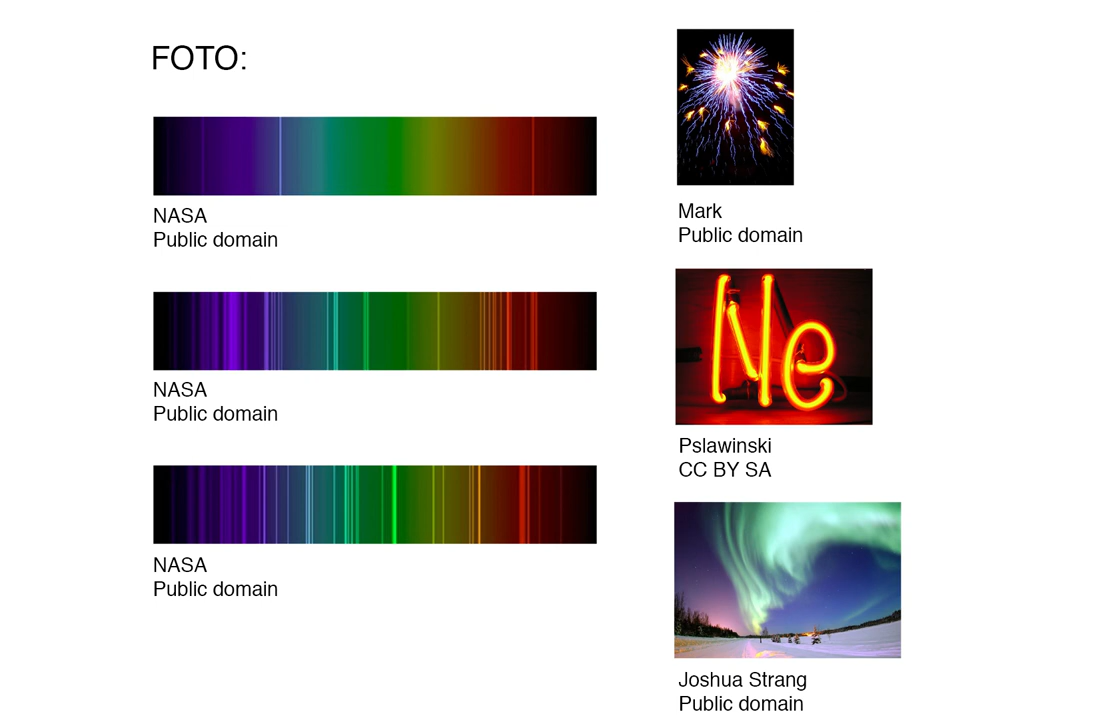 FOTO:
NASA
Public domain
NASA
Public domain
NASA
Public domain
Mark
Public domain
Ne
Pslawinski
CC BY SA
Joshua Strang
Public domain